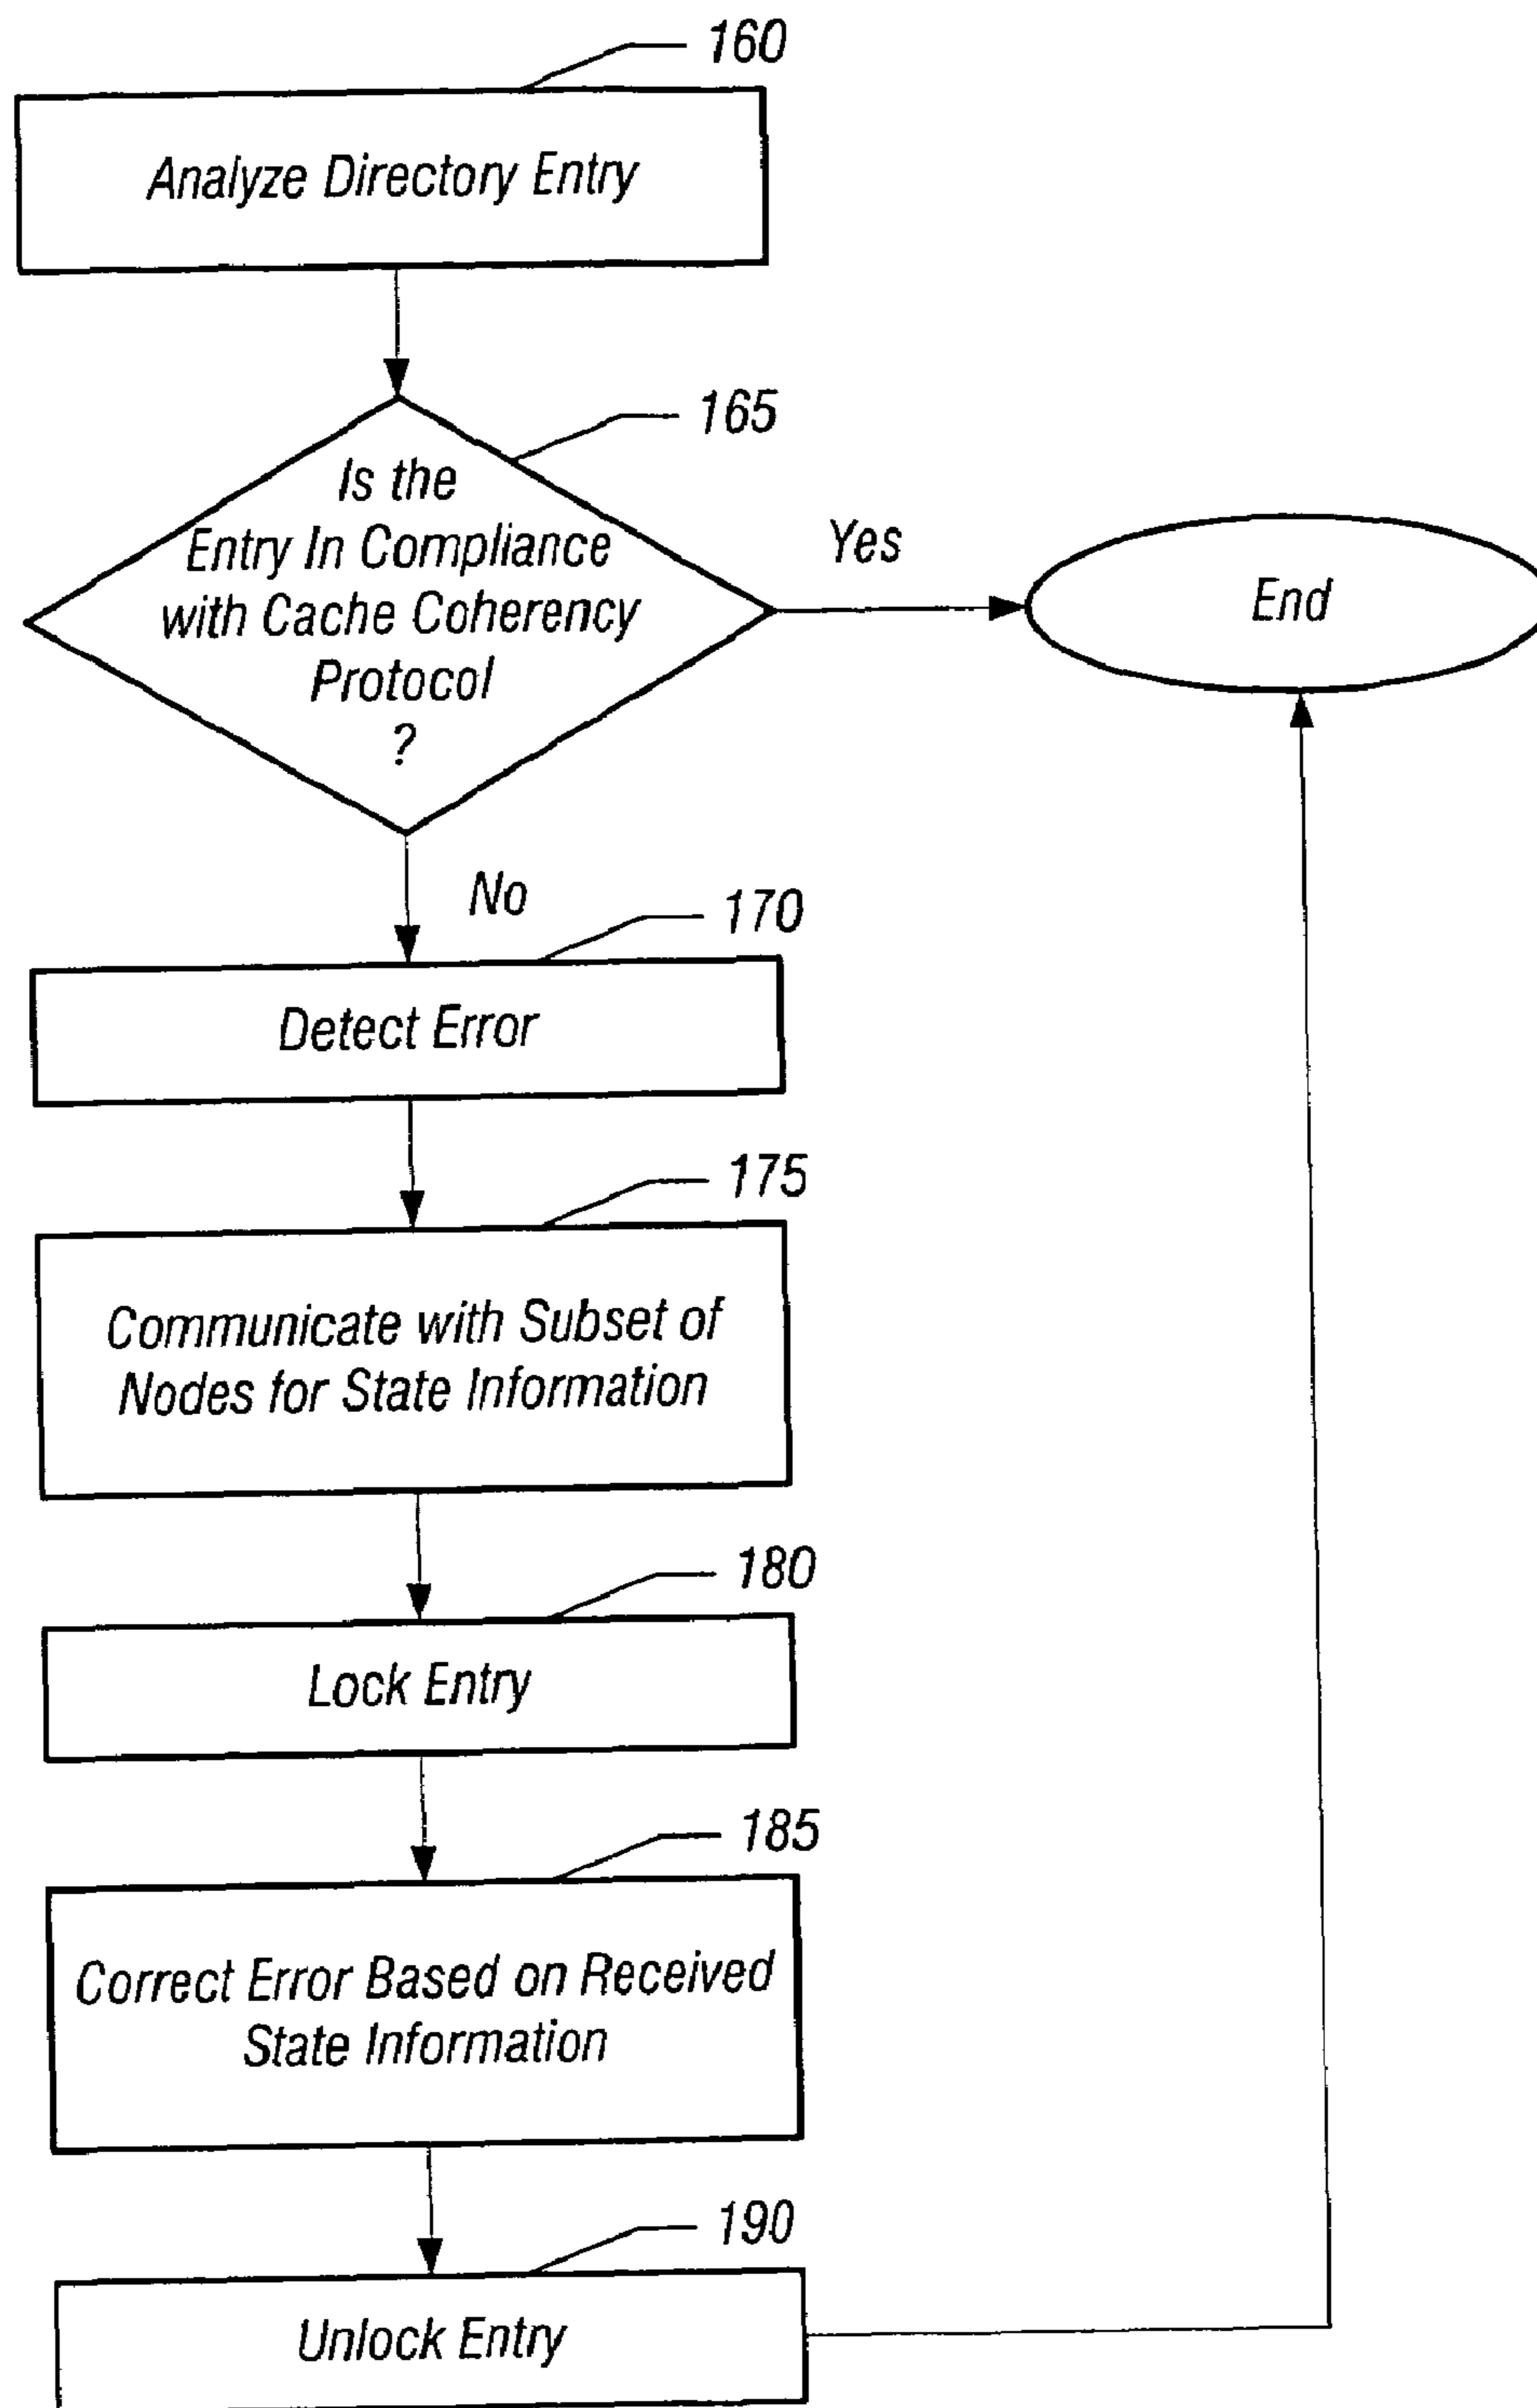 160
Analyze Directory Entry
165
Is the
Entry In Compliance
with Cache Coherency
Protocol
?
Yes
End
No
170
Detect Error
175
Communicate with Subset of
Nodes for State Information
180
Lock Entry
185
Correct Error Based on Received
State Information
190
Unlock Entry